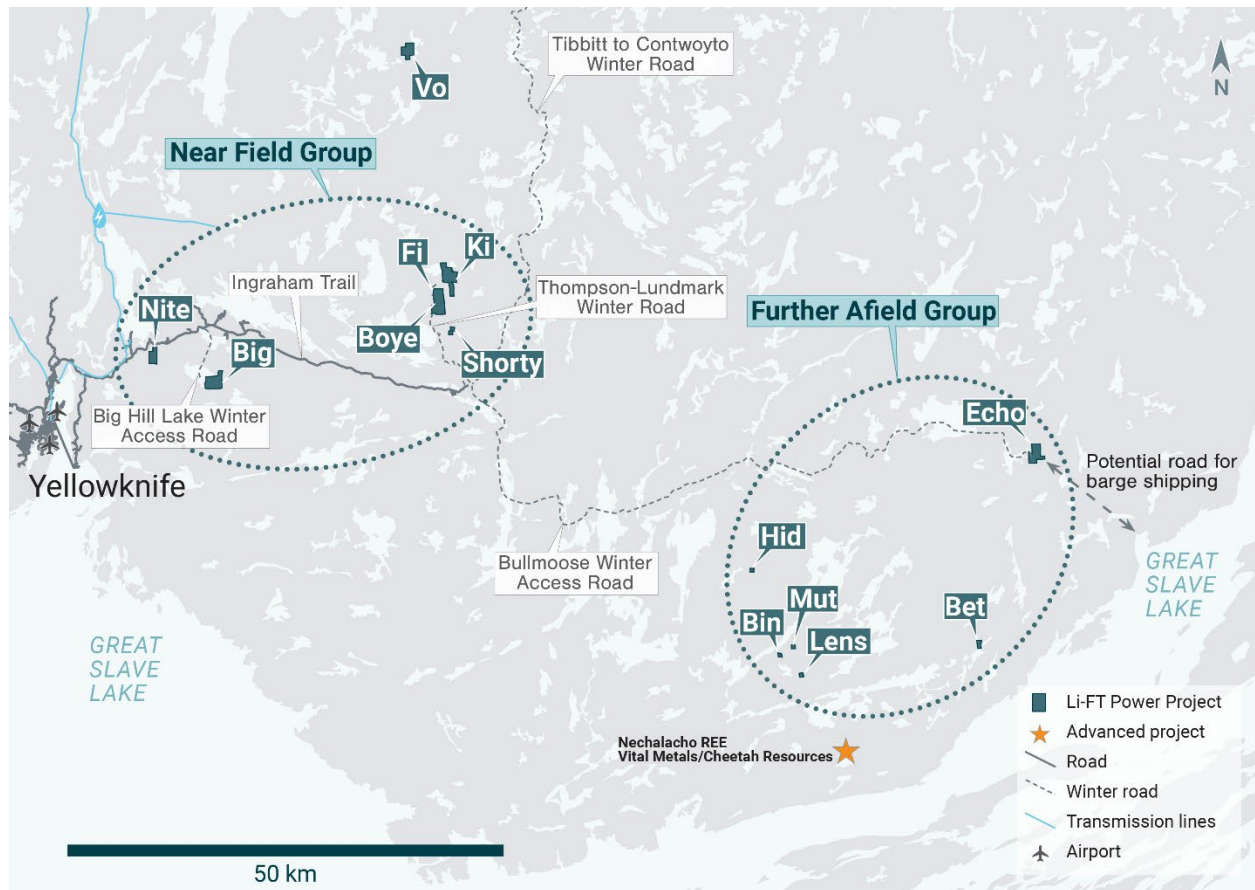 Tibbitt to Contwoyto
Winter Road
N
Vo
Near Field Group
Fi
Ki
Ingraham Trail
Thompson-Lundmark
Winter Road
Nite
Boye
Further Afield Group
Big
Shorty
Echo
Big Hill Lake Winter
Access Road
Potential road for
barge shipping
Yellowknife
Bullmoose Winter
Access Road
Hid
GREAT
SLAVE
LAKE
Mut
Bet
Bin
Lens
GREAT
SLAVE
LAKE
Li-FT Power Project
Advanced project
Road
Winter road
Transmission lines
Airport
Nechalacho REE
Vital Metals/Cheetah Resources
50 km